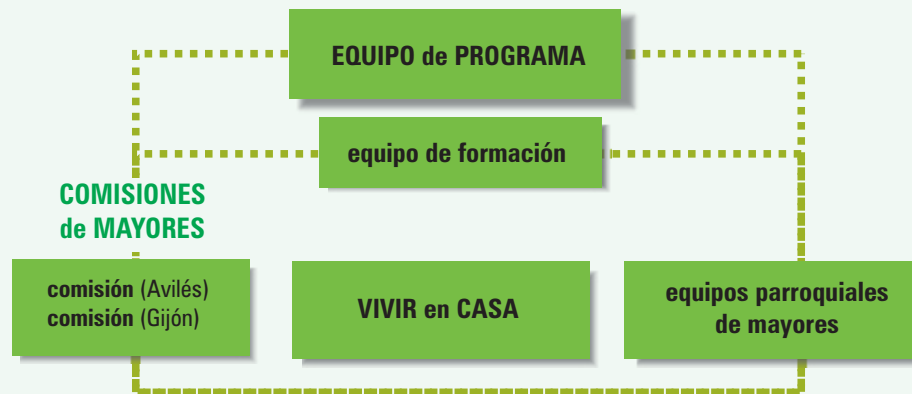 EQUIPO de PROGRAMA
equipo de formación
COMISIONES
de MAYORES
comisión (Avilés)
comisión (Gijón)
VIVIR en CASA
equipos parroquiales
de mayores